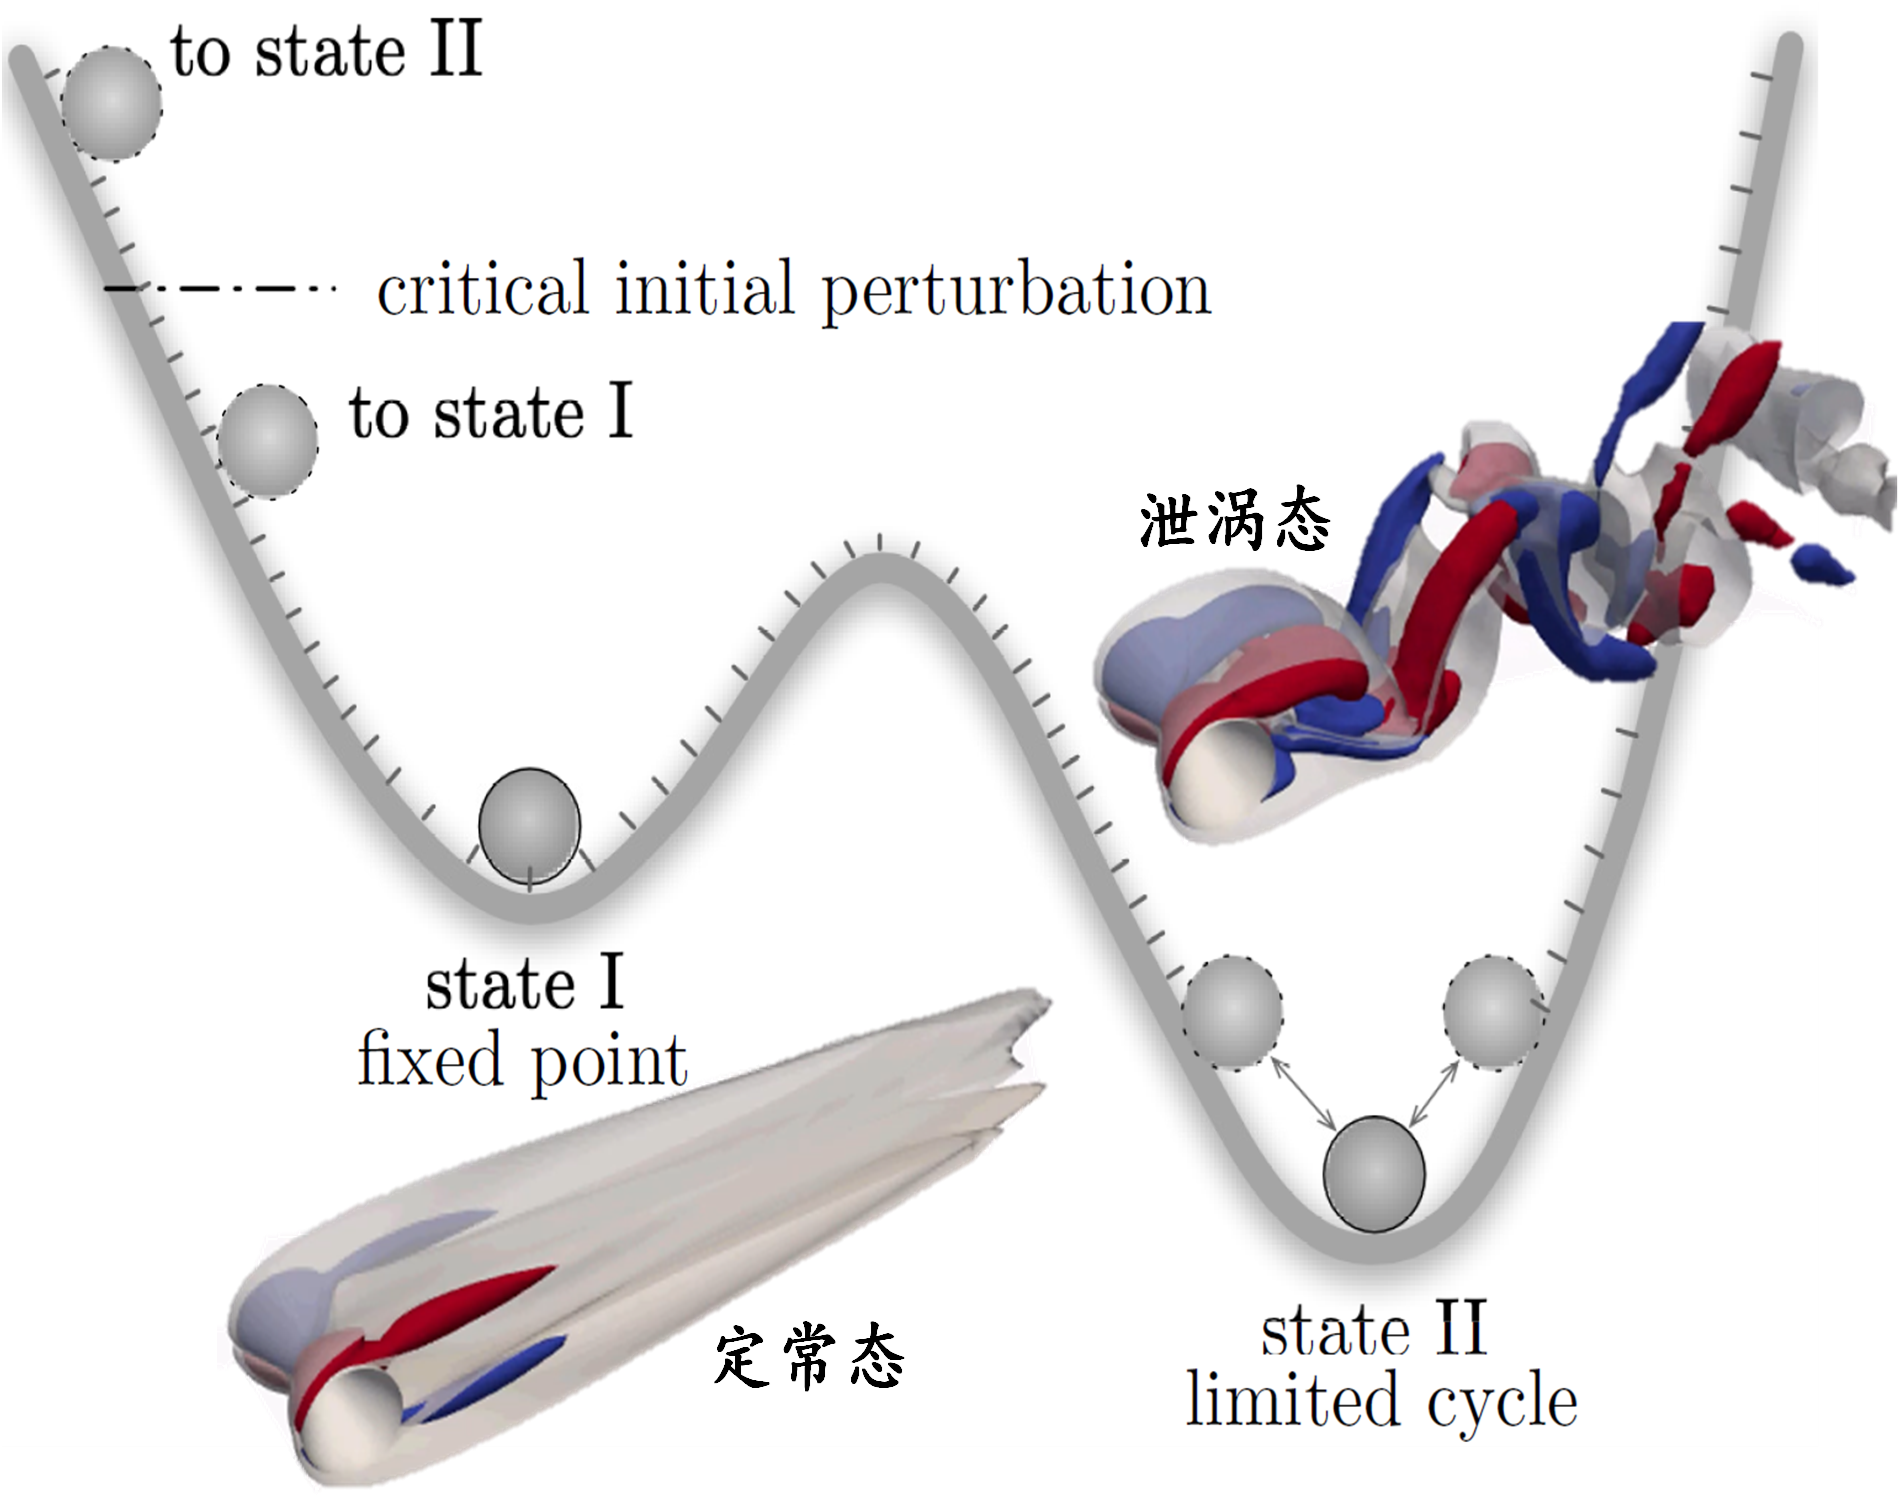 to state II
critical initial perturbation
to state I
泄涡态
state I
fixed point
定常态
state II
limited cycle